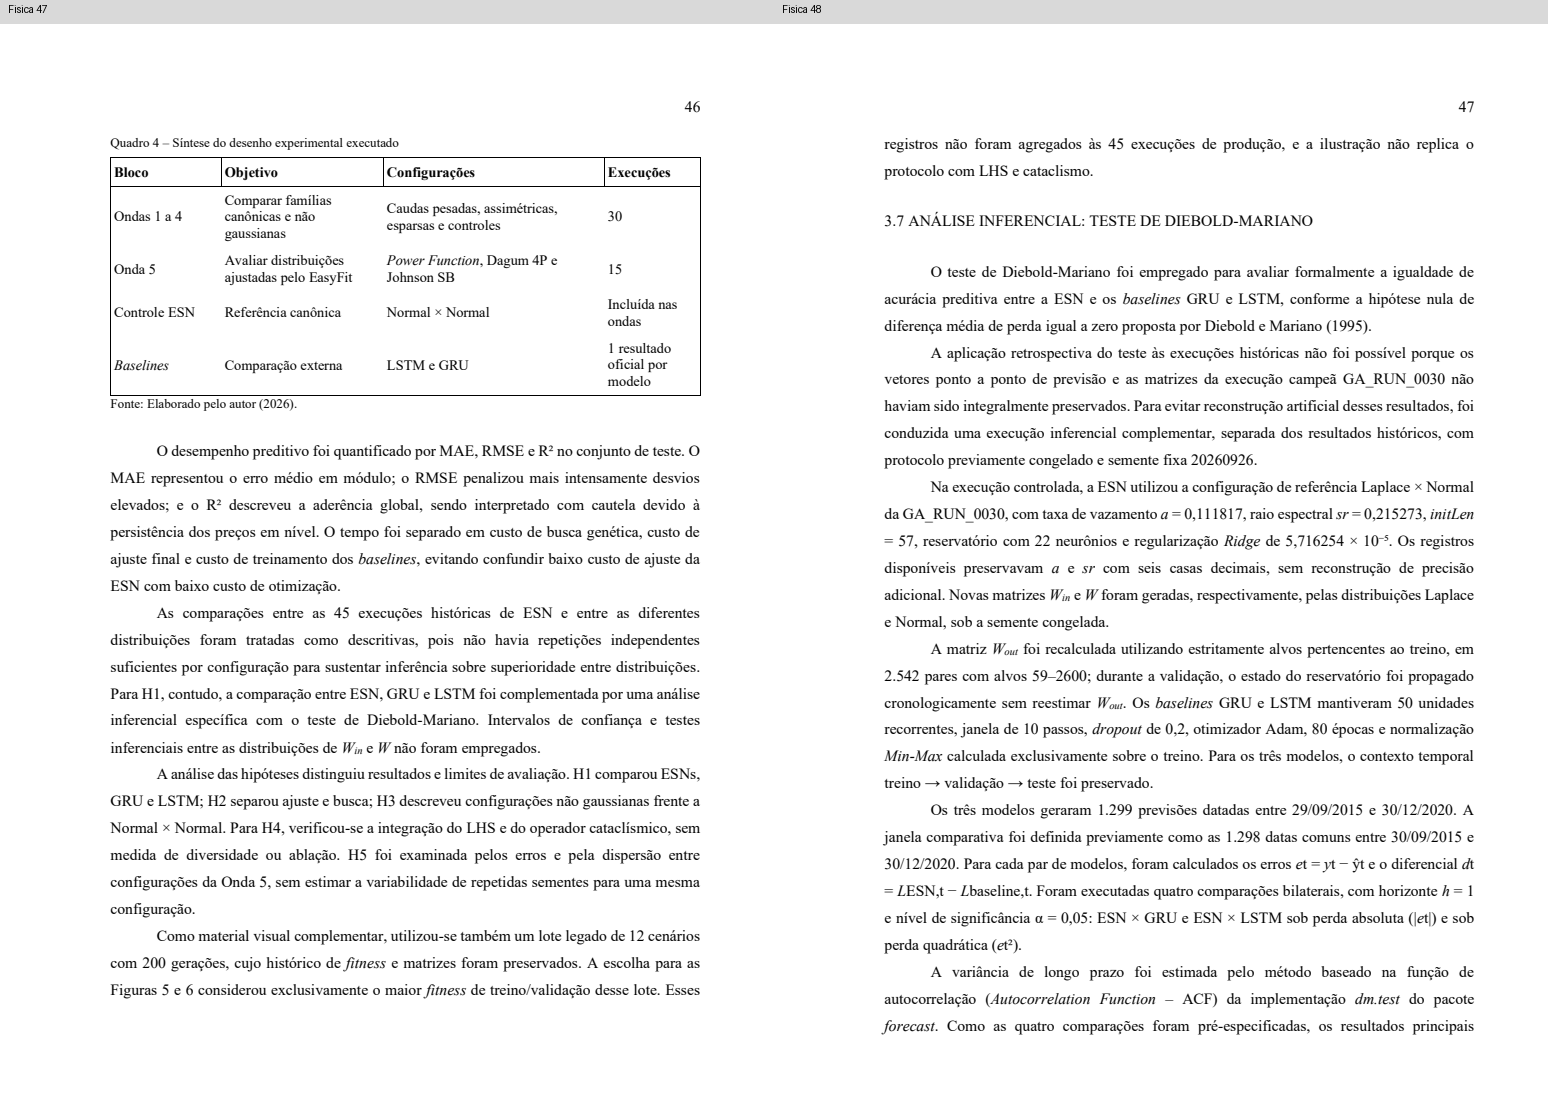 Fisica 47
46
Quadro 4 – Síntese do desenho experimental executado
Bloco Objetivo Configurações Execuções
Ondas 1 a 4 Comparar famílias canônicas e não gaussianas Caudas pesadas, assimétricas, esparsas e controles 30
Onda 5 Avaliar distribuições ajustadas pelo EasyFit Power Function, Dagum 4P e Johnson SB 15
Controle ESN Referência canônica Normal × Normal Incluída nas ondas
Baselines Comparação externa LSTM e GRU 1 resultado oficial por modelo
Fonte: Elaborado pelo autor (2026).
O desempenho preditivo foi quantificado por MAE, RMSE e R² no conjunto de teste. O
MAE representou o erro médio em módulo; o RMSE penalizou mais intensamente desvios
elevados; e o R² descreveu a aderência global, sendo interpretado com cautela devido à
persistência dos preços em nível. O tempo foi separado em custo de busca genética, custo de
ajuste final e custo de treinamento dos baselines, evitando confundir baixo custo de ajuste da
ESN com baixo custo de otimização.
As comparações entre as 45 execuções históricas de ESN e entre as diferentes
distribuições foram tratadas como descritivas, pois não havia repetições independentes
suficientes por configuração para sustentar inferência sobre superioridade entre distribuições.
Para H1, contudo, a comparação entre ESN, GRU e LSTM foi complementada por uma análise
inferencial específica com o teste de Diebold-Mariano. Intervalos de confiança e testes
inferenciais entre as distribuições de Win e W não foram empregados.
A análise das hipóteses distinguiu resultados e limites de avaliação. H1 comparou ESNs,
GRU e LSTM; H2 separou ajuste e busca; H3 descreveu configurações não gaussianas frente a
Normal × Normal. Para H4, verificou-se a integração do LHS e do operador cataclísmico, sem
medida de diversidade ou ablação. H5 foi examinada pelos erros e pela dispersão entre
configurações da Onda 5, sem estimar a variabilidade de repetidas sementes para uma mesma
configuração.
Como material visual complementar, utilizou-se também um lote legado de 12 cenários
com 200 gerações, cujo histórico de fitness e matrizes foram preservados. A escolha para as
Figuras 5 e 6 considerou exclusivamente o maior fitness de treino/validação desse lote. Esses
Fisica 48
47
registros não foram agregados às 45 execuções de produção, e a ilustração não replica o
protocolo com LHS e cataclismo.
3.7 ANÁLISE INFERENCIAL: TESTE DE DIEBOLD-MARIANO
O teste de Diebold-Mariano foi empregado para avaliar formalmente a igualdade de
acurácia preditiva entre a ESN e os baselines GRU e LSTM, conforme a hipótese nula de
diferença média de perda igual a zero proposta por Diebold e Mariano (1995).
A aplicação retrospectiva do teste às execuções históricas não foi possível porque os
vetores ponto a ponto de previsão e as matrizes da execução campeã GA_RUN_0030 não
haviam sido integralmente preservados. Para evitar reconstrução artificial desses resultados, foi
conduzida uma execução inferencial complementar, separada dos resultados históricos, com
protocolo previamente congelado e semente fixa 20260926.
Na execução controlada, a ESN utilizou a configuração de referência Laplace × Normal
da GA_RUN_0030, com taxa de vazamento a = 0,111817, raio espectral sr = 0,215273, initLen
= 57, reservatório com 22 neurônios e regularização Ridge de 5,716254 × 10⁻⁵. Os registros
disponíveis preservavam a e sr com seis casas decimais, sem reconstrução de precisão
adicional. Novas matrizes Win e W foram geradas, respectivamente, pelas distribuições Laplace
e Normal, sob a semente congelada.
A matriz Wout foi recalculada utilizando estritamente alvos pertencentes ao treino, em
2.542 pares com alvos 59–2600; durante a validação, o estado do reservatório foi propagado
cronologicamente sem reestimar Wout. Os baselines GRU e LSTM mantiveram 50 unidades
recorrentes, janela de 10 passos, dropout de 0,2, otimizador Adam, 80 épocas e normalização
Min-Max calculada exclusivamente sobre o treino. Para os três modelos, o contexto temporal
treino → validação → teste foi preservado.
Os três modelos geraram 1.299 previsões datadas entre 29/09/2015 e 30/12/2020. A
janela comparativa foi definida previamente como as 1.298 datas comuns entre 30/09/2015 e
30/12/2020. Para cada par de modelos, foram calculados os erros et = yt − ŷt e o diferencial dt
= LESN,t − Lbaseline,t. Foram executadas quatro comparações bilaterais, com horizonte h = 1
e nível de significância α = 0,05: ESN × GRU e ESN × LSTM sob perda absoluta (|et|) e sob
perda quadrática (et²).
A variância de longo prazo foi estimada pelo método baseado na função de
autocorrelação (Autocorrelation Function – ACF) da implementação dm.test do pacote
forecast. Como as quatro comparações foram pré-especificadas, os resultados principais